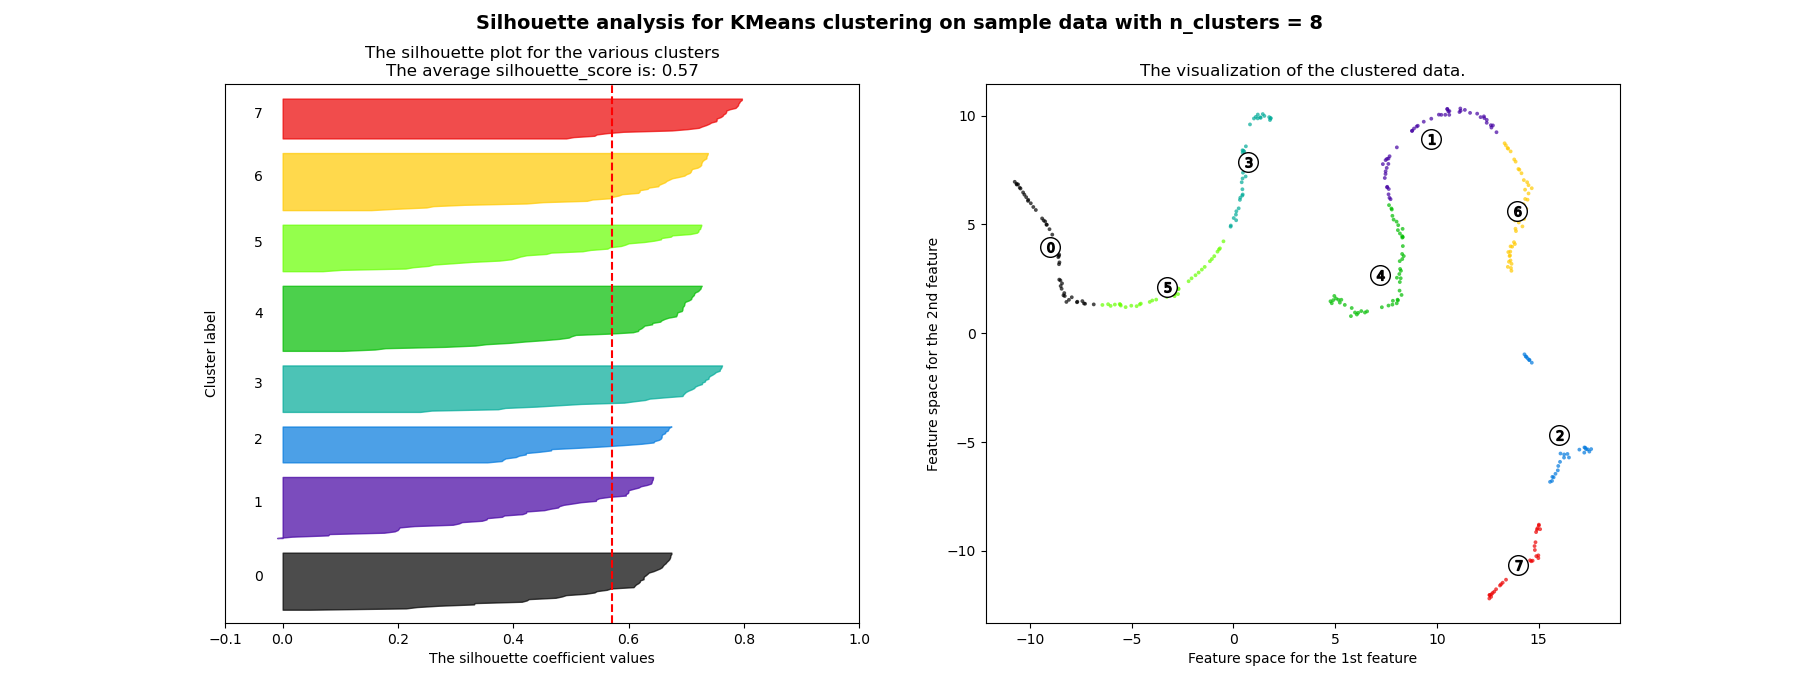 Silhouette analysis for KMeans clustering on sample data with n_clusters = 8
The silhouette plot for the various clusters
The average silhouette_score is: 0.57
Cluster label
7
6
5
4
3
2
1
0
−0.1 0.0 0.2 0.4 0.6 0.8 1.0
The silhouette coefficient values
The visualization of the clustered data.
Feature space for the 2nd feature
10
5
0
−5
−10
1
3
6
0
4
5
2
7
−10 −5 0 5 10 15
Feature space for the 1st feature